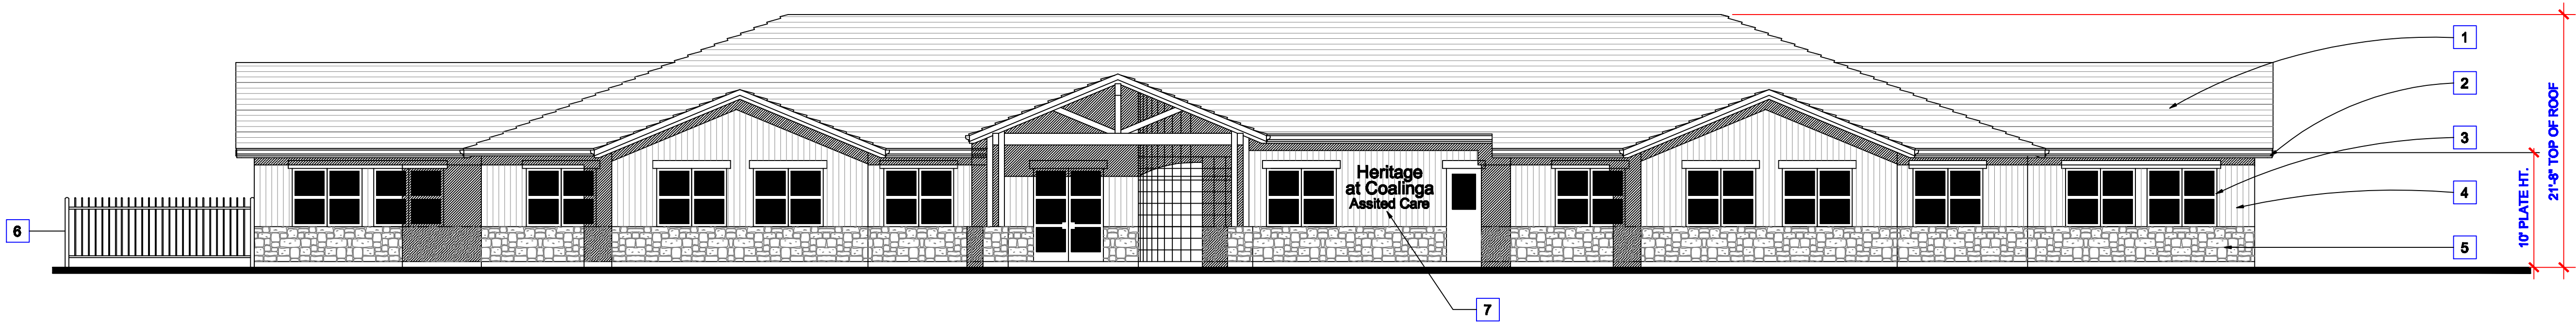 1
2
3
4
5
6
7
Heritage
at Coalinga
Assited Care
10' PLATE HT.
21'-8" TOP OF ROOF